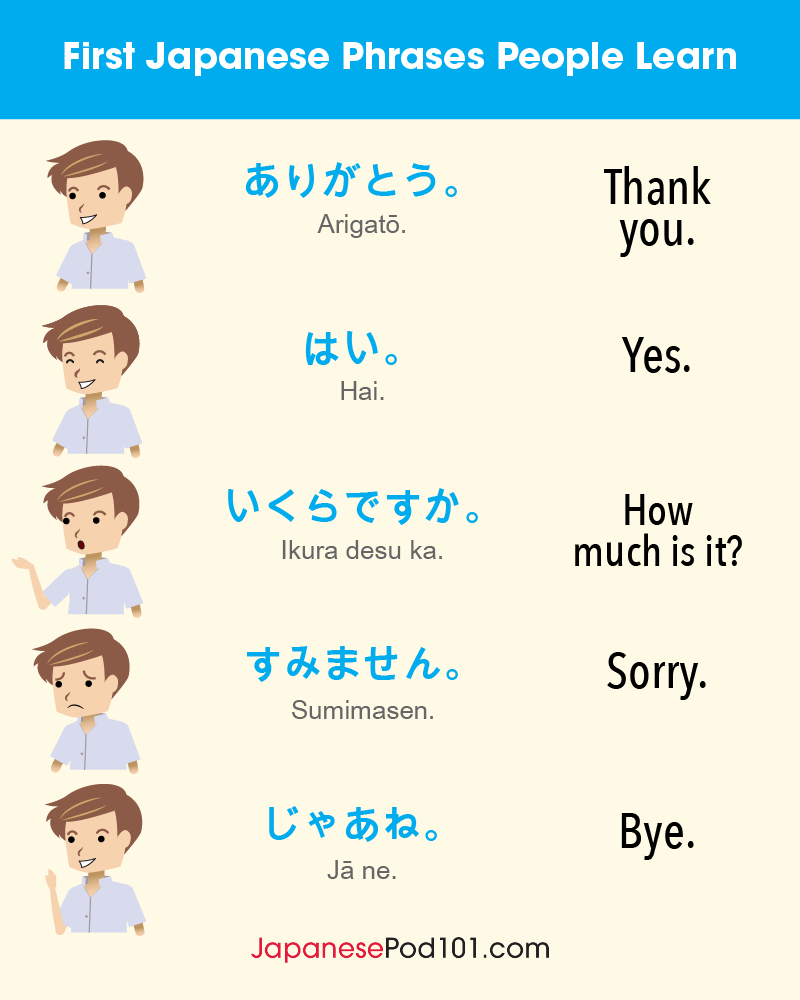 First Japanese Phrases People Learn
ありがとう。
Arigatō.
Thank
you.
はい。
Hai.
Yes.
いくらですか。
Ikura desu ka.
How
much is it?
すみません。
Sumimasen.
Sorry.
じゃあね。
Jā ne.
Bye.
JapanesePod101.com